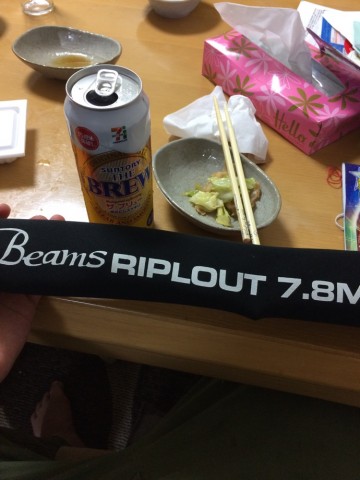 SUNTORY
THE
BREW
Hello
Beams RIPLOUT 7.8M